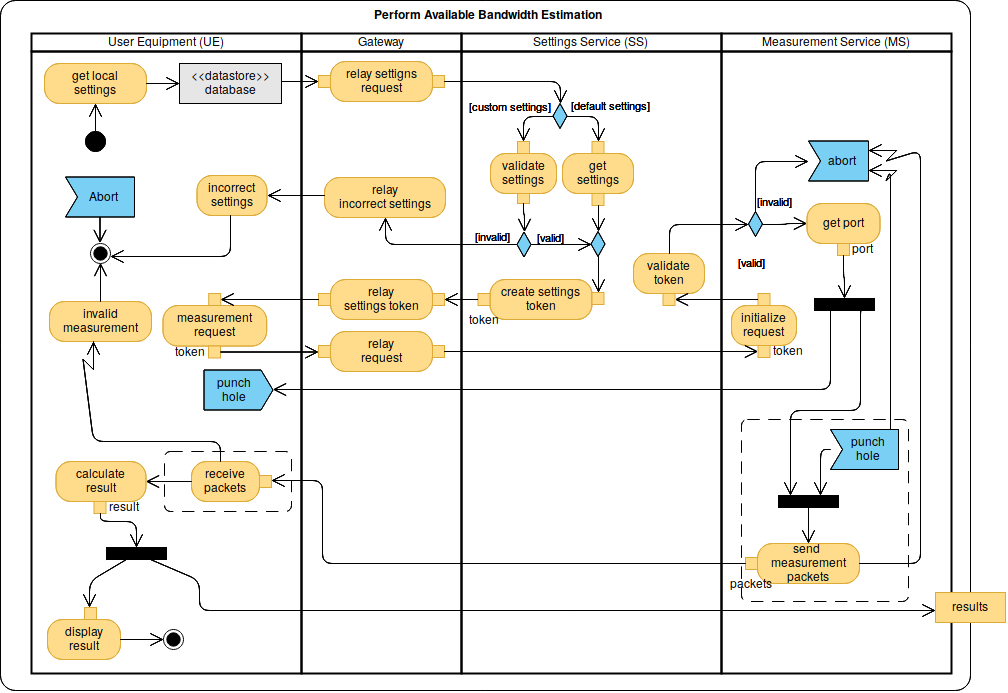 Perform Available Bandwidth Estimation
User Equipment (UE)
Gateway
Settings Service (SS)
Measurement Service (MS)
get local
settings
<<datastore>>
database
relay settigns
request
[custom settings]
[default settings]
validate
settings
get
settings
abort
Abort
incorrect
settings
relay
incorrect settings
[invalid]
[valid]
[invalid]
get port
port
[valid]
validate
token
invalid
measurement
measurement
request
token
relay
settings token
create settings
token
token
initialize
request
token
relay
request
punch
hole
punch
hole
calculate
result
result
receive
packets
send
measurement
packets
packets
display
result
results